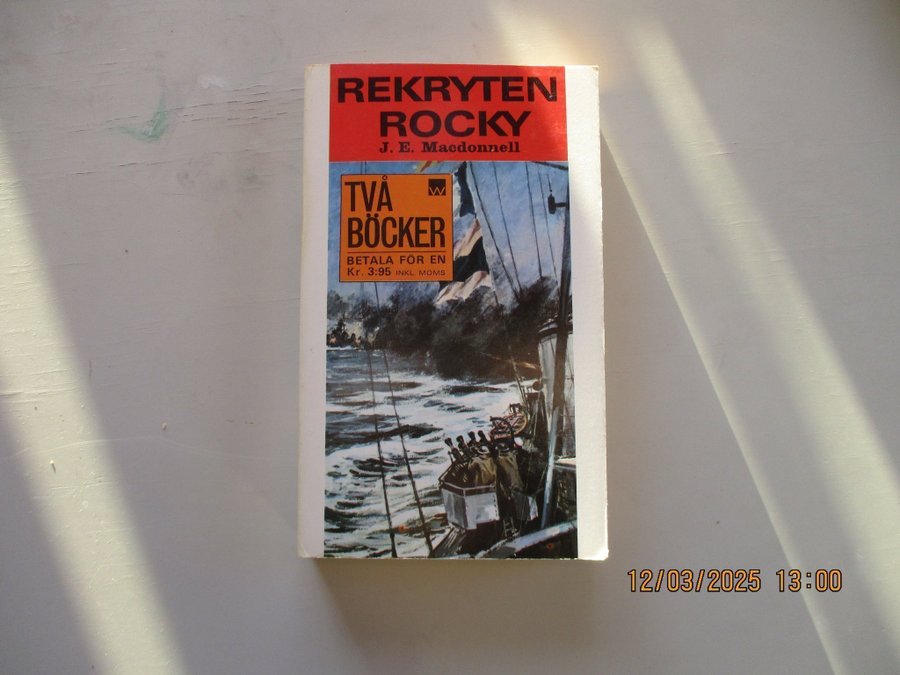 REKRYTEN
ROCKY
J. E. Macdonnell
TVÅ W
BÖCKER
BETALA FÖR EN
Kr. 3:95 INKL. MOMS
12/03/2025 13:00